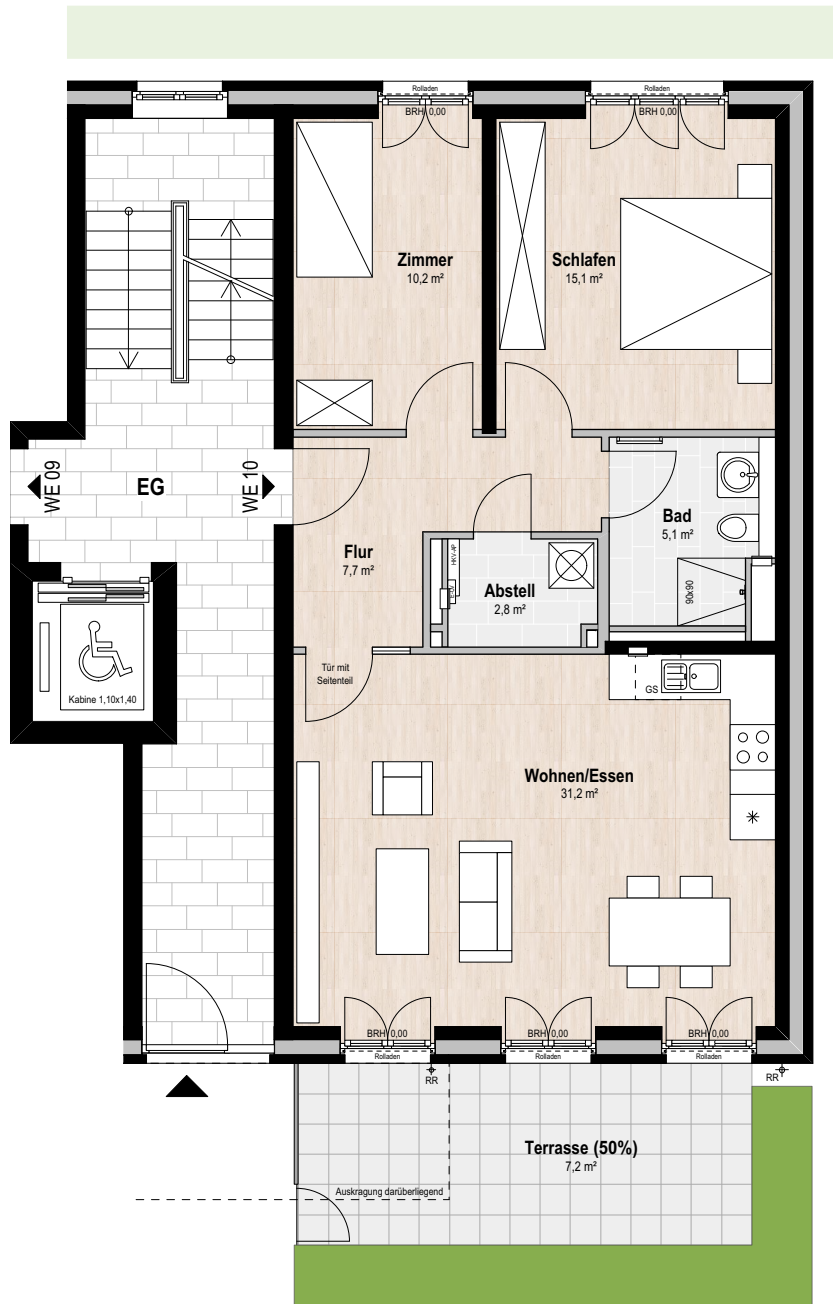 Rolladen
Rolladen
BRH 0,00
BRH 0,00
Zimmer
10,2 m²
Schlafen
15,1 m²
WE 09
EG
WE 10
Bad
5,1 m²
Flur
7,7 m²
HKV-AP
Abstell
2,8 m²
90x90
Kabine 1,10x1,40
Tür mit
Seitenteil
GS
Wohnen/Essen
31,2 m²
BRH 0,00
BRH 0,00
BRH 0,00
Rolladen
Rolladen
Rolladen
RR
RR
Terrasse (50%)
7,2 m²
Auskragung darüberliegend